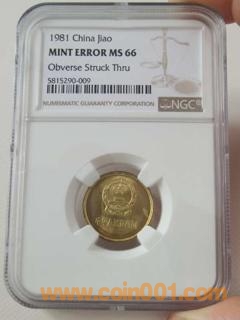 1981 China Jiao
MINT ERROR MS 66
Obverse Struck Thru
5815290-009
NUMISMATIC GUARANTY CORPORATION
NGC
www.coin001.com